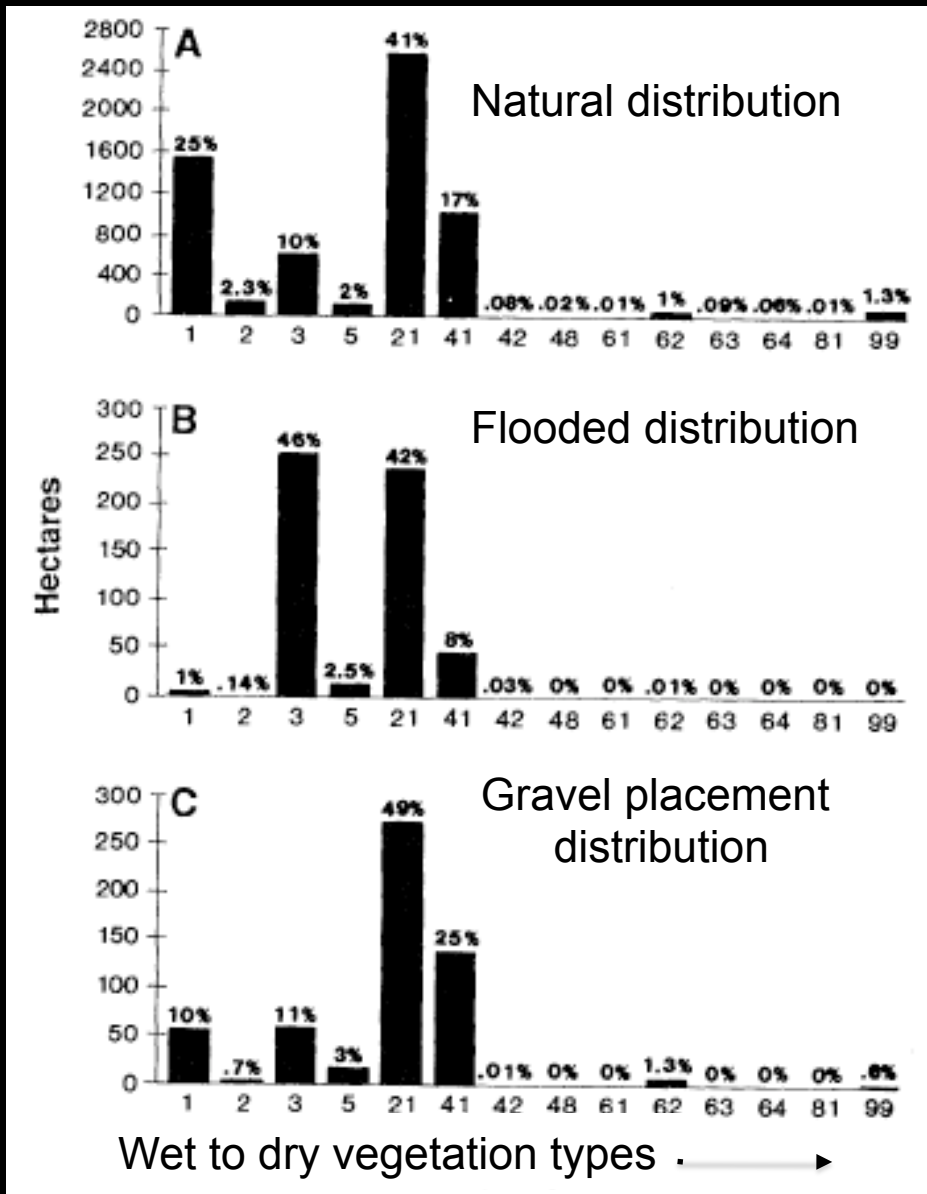 2800
A
41%
2400
Natural distribution
2000
25%
1600
1200
17%
800
10%
400
2.3%
2%
.08% .02% .01% 1% .09% .06% .01% 1.3%
0
1 2 3 5 21 41 42 48 61 62 63 64 81 99
300
B
Flooded distribution
46%
250
42%
200
Hectares
150
100
50
8%
1% .14% 2.5% .03% 0% 0% .01% 0% 0% 0% 0%
0
1 2 3 5 21 41 42 48 61 62 63 64 81 99
300
C
49%
Gravel placement
distribution
250
200
150
25%
100
10% 11%
50
.7% 3% .01% 0% 0% 1.3% 0% 0% 0% .6%
0
1 2 3 5 21 41 42 48 61 62 63 64 81 99
Wet to dry vegetation types